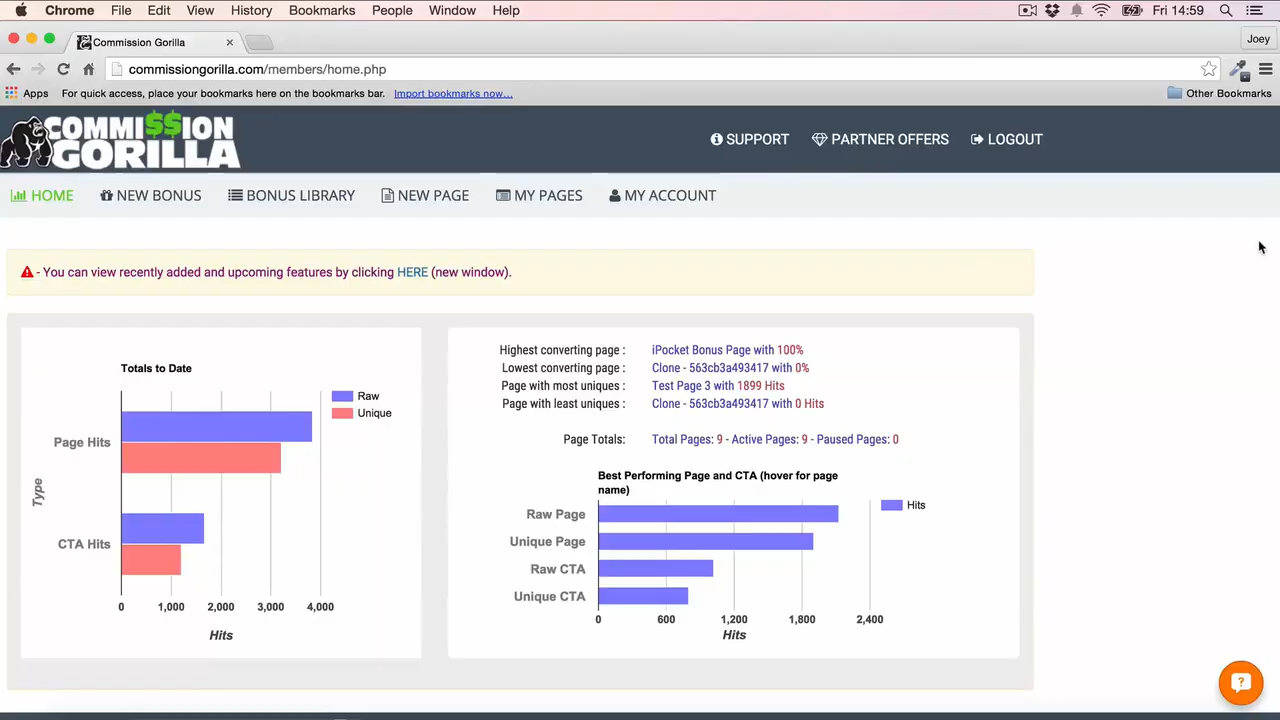 Chrome File Edit View History Bookmarks People Window Help Fri 14:59
Commission Gorilla Joey
commissiongorilla.com/members/home.php
Apps For quick access, place your bookmarks here on the bookmarks bar. Import bookmarks now... Other Bookmarks
COMMI$$ION
GORILLA
SUPPORT PARTNER OFFERS LOGOUT
HOME NEW BONUS BONUS LIBRARY NEW PAGE MY PAGES MY ACCOUNT
- You can view recently added and upcoming features by clicking HERE (new window).
Totals to Date
Raw
Unique
Page Hits
CTA Hits
Type
0 1,000 2,000 3,000 4,000
Hits
Highest converting page : iPocket Bonus Page with 100%
Lowest converting page : Clone - 563cb3a493417 with 0%
Page with most uniques : Test Page 3 with 1899 Hits
Page with least uniques : Clone - 563cb3a493417 with 0 Hits
Page Totals: Total Pages: 9 - Active Pages: 9 - Paused Pages: 0
Best Performing Page and CTA (hover for page
name)
Hits
Raw Page
Unique Page
Raw CTA
Unique CTA
0 600 1,200 1,800 2,400
Hits